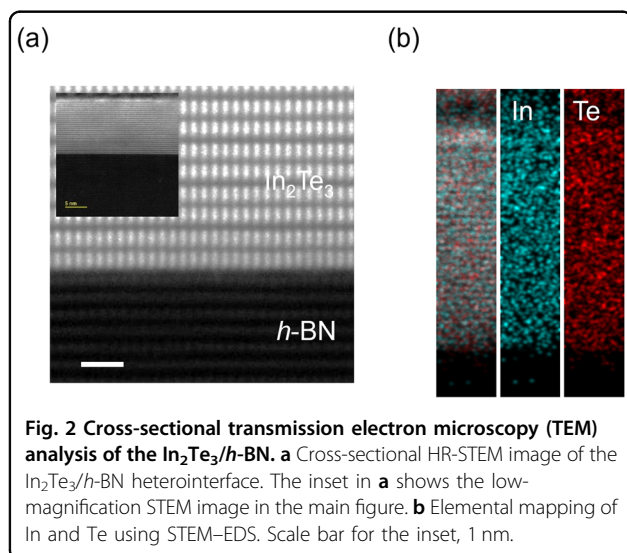 (a)
(b)
In₂Te₃
h-BN
5 nm
In
Te
Fig. 2 Cross-sectional transmission electron microscopy (TEM)
analysis of the In₂Te₃/h-BN. a Cross-sectional HR-STEM image of the
In₂Te₃/h-BN heterointerface. The inset in a shows the low-
magnification STEM image in the main figure. b Elemental mapping of
In and Te using STEM–EDS. Scale bar for the inset, 1 nm.